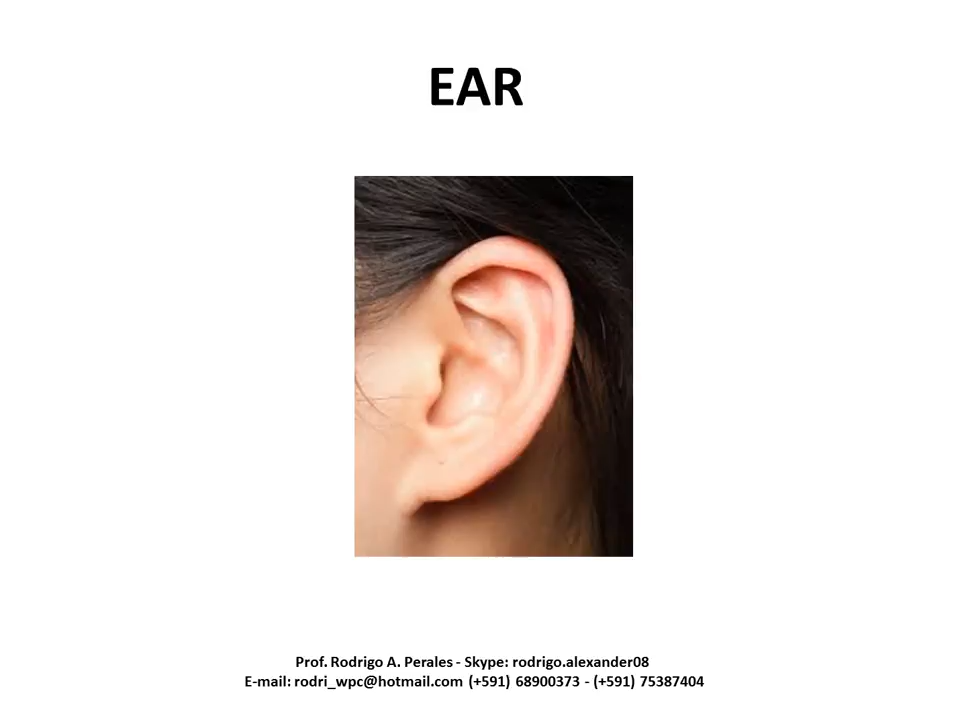 EAR
Prof. Rodrigo A. Perales - Skype: rodrigo.alexander08
E-mail: rodri_wpc@hotmail.com (+591) 68900373 - (+591) 75387404